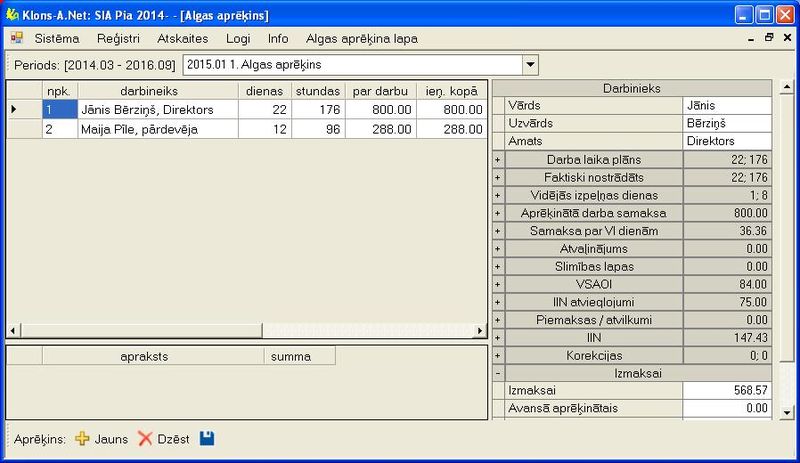 Klons-A.Net: SIA Pia 2014- - [Algas aprēķins]
Sistēma Reģistri Atskaites Logi Info Algas aprēķina lapa
Periods: [2014.03 - 2016.09] 2015.01 1. Algas aprēķins
npk. darbineiks dienas stundas par darbu ieņ. kopā
1 Jānis Bērziņš, Direktors 22 176 800.00 800.00
2 Maija Pīle, pārdevēja 12 96 288.00 288.00
apraksts summa
Darbinieks
Vārds Jānis
Uzvārds Bērziņš
Amats Direktors
+ Darba laika plāns 22; 176
+ Faktiski nostrādāts 22; 176
+ Vidējās izpeļņas dienas 1; 8
+ Aprēķinātā darba samaksa 800.00
+ Samaksa par VI dienām 36.36
+ Atvaļinājums 0.00
+ Slimības lapas 0.00
+ VSAOI 84.00
+ IIN atvieqlojumi 75.00
+ Piemaksas / atvilkumi 0.00
+ IIN 147.43
+ Korekcijas 0; 0
- Izmaksai
Izmaksai 568.57
Avansā aprēķinātais 0.00
Aprēķins: Jauns Dzēst